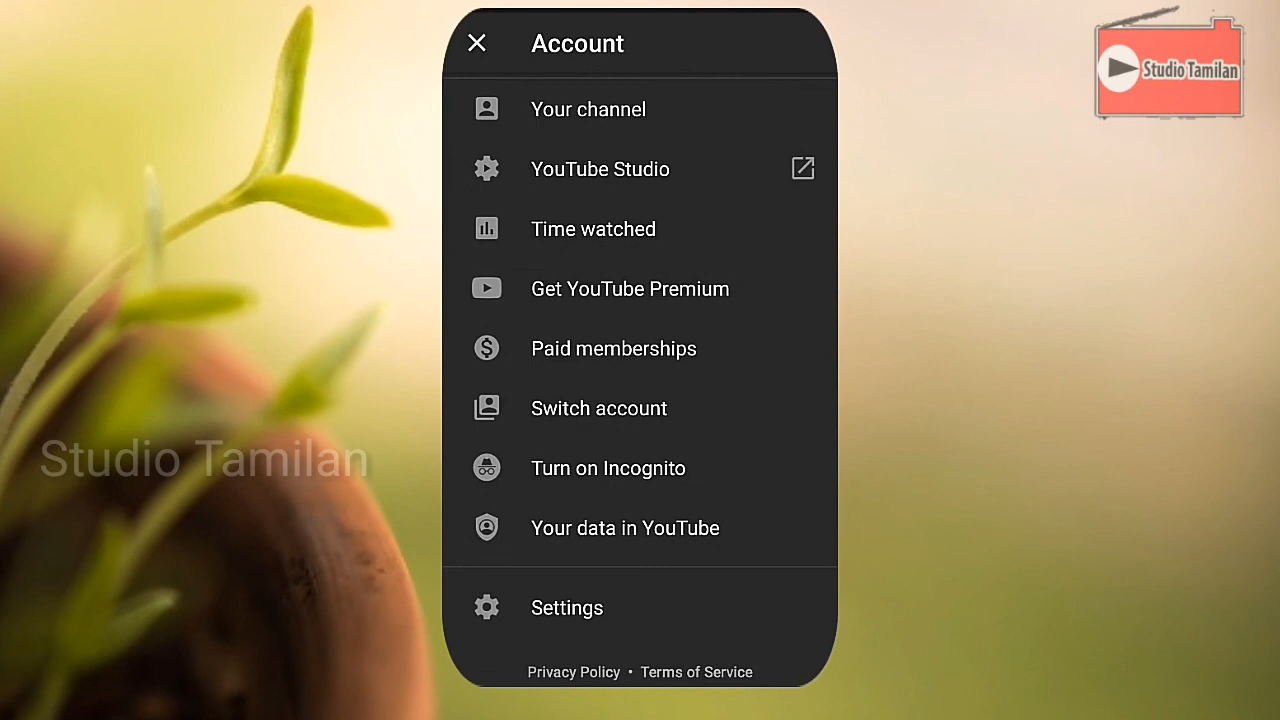 Account
Studio Tamilan
Your channel
YouTube Studio
Time watched
Get YouTube Premium
Paid memberships
Switch account
Studio Tamilan
Turn on Incognito
Your data in YouTube
Settings
Privacy Policy • Terms of Service